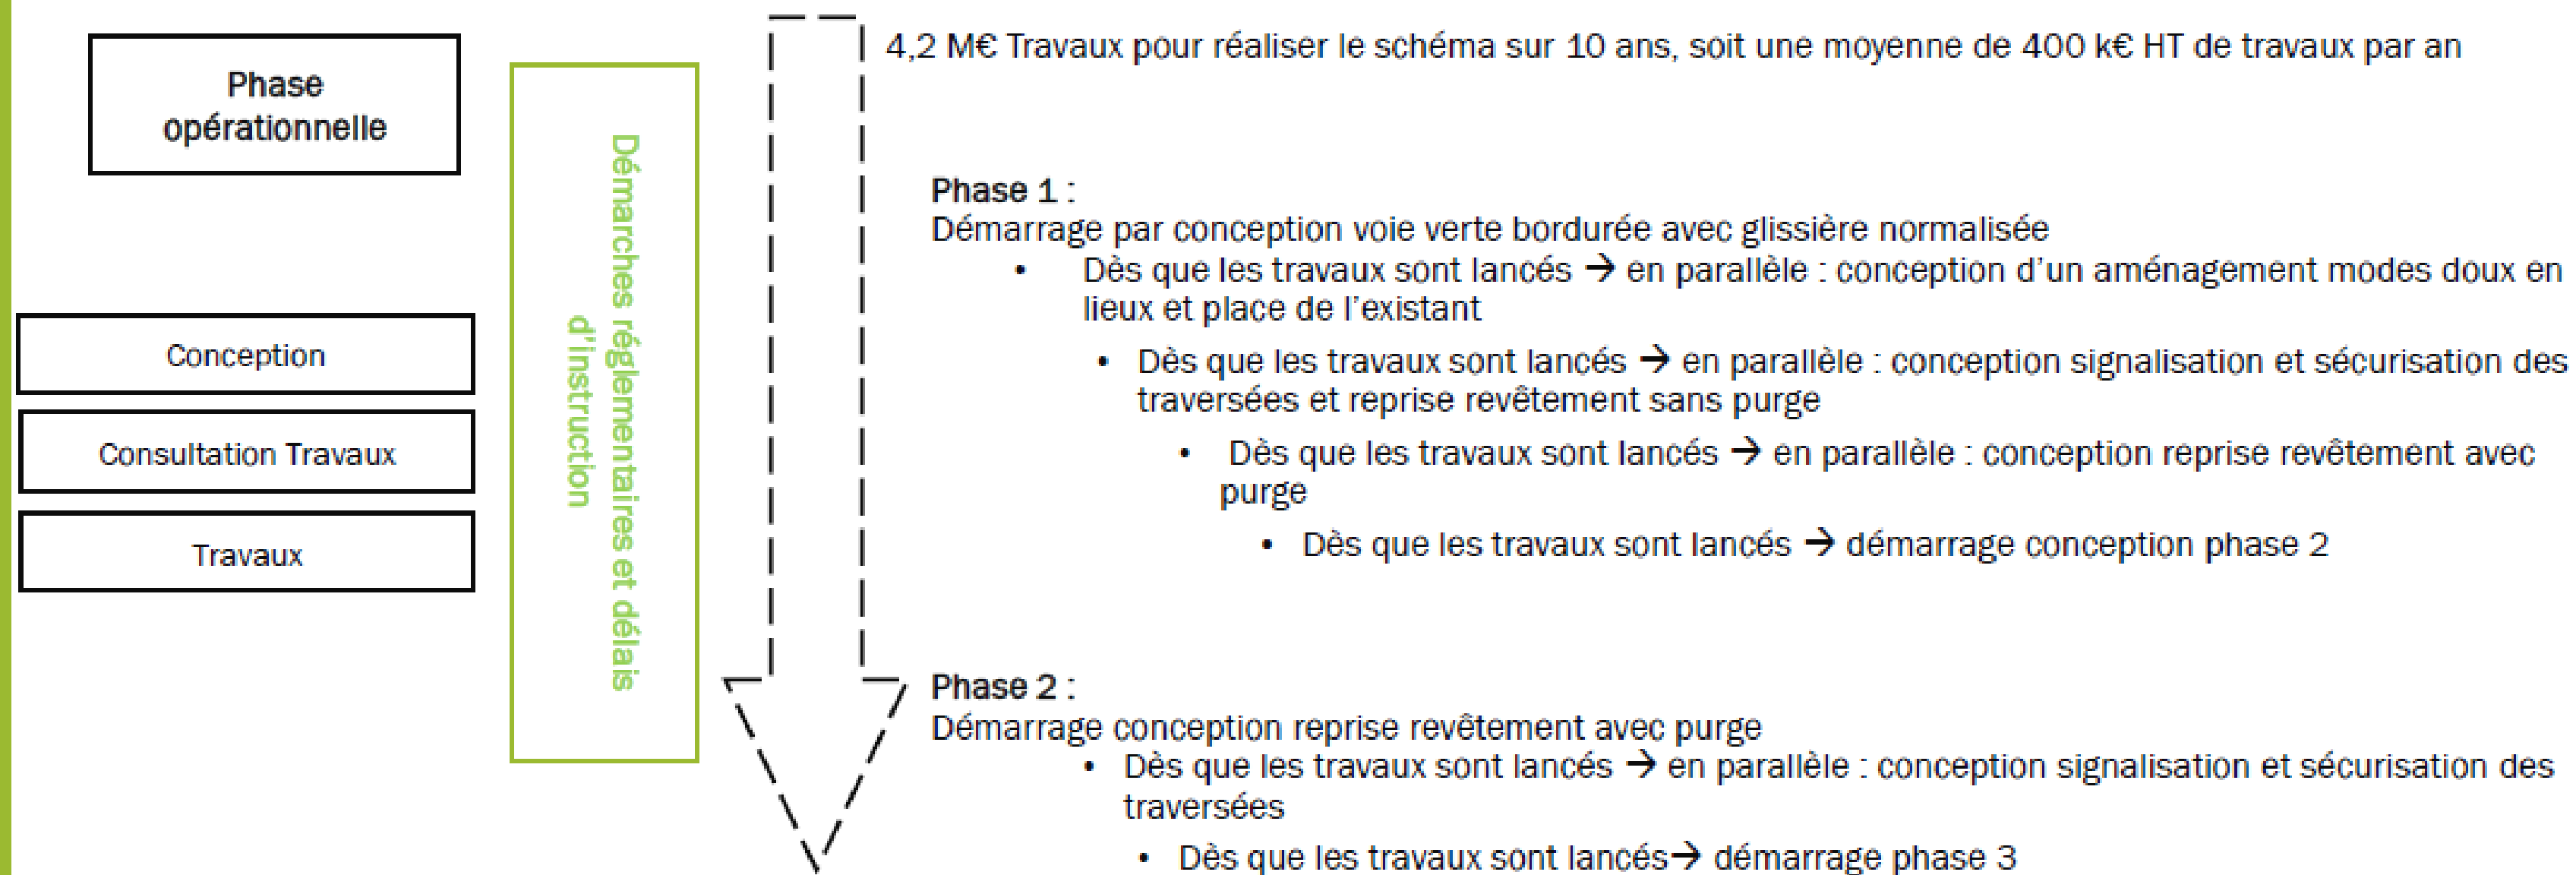 Phase
opérationnelle
Conception
Consultation Travaux
Travaux
Démarches réglementaires et délais
d'instruction
4,2 M€ Travaux pour réaliser le schéma sur 10 ans, soit une moyenne de 400 k€ HT de travaux par an
Phase 1 :
Démarrage par conception voie verte bordurée avec glissière normalisée
• Dès que les travaux sont lancés → en parallèle : conception d'un aménagement modes doux en
lieux et place de l'existant
• Dès que les travaux sont lancés → en parallèle : conception signalisation et sécurisation des
traversées et reprise revêtement sans purge
• Dès que les travaux sont lancés → en parallèle : conception reprise revêtement avec
purge
• Dès que les travaux sont lancés → démarrage conception phase 2
Phase 2 :
Démarrage conception reprise revêtement avec purge
• Dès que les travaux sont lancés → en parallèle : conception signalisation et sécurisation des
traversées
• Dès que les travaux sont lancés→ démarrage phase 3